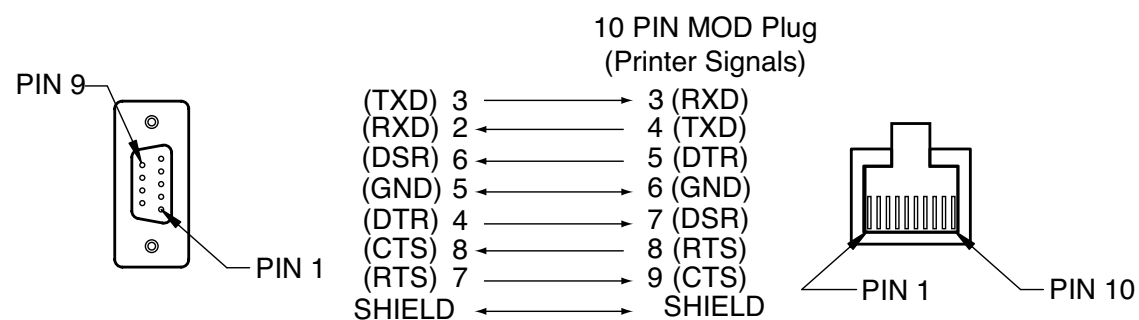 10 PIN MOD Plug
(Printer Signals)
PIN 9
(TXD) 3 3 (RXD)
(RXD) 2 4 (TXD)
(DSR) 6 5 (DTR)
(GND) 5 6 (GND)
(DTR) 4 7 (DSR)
(CTS) 8 8 (RTS)
(RTS) 7 9 (CTS)
SHIELD SHIELD
PIN 1
PIN 1
PIN 10